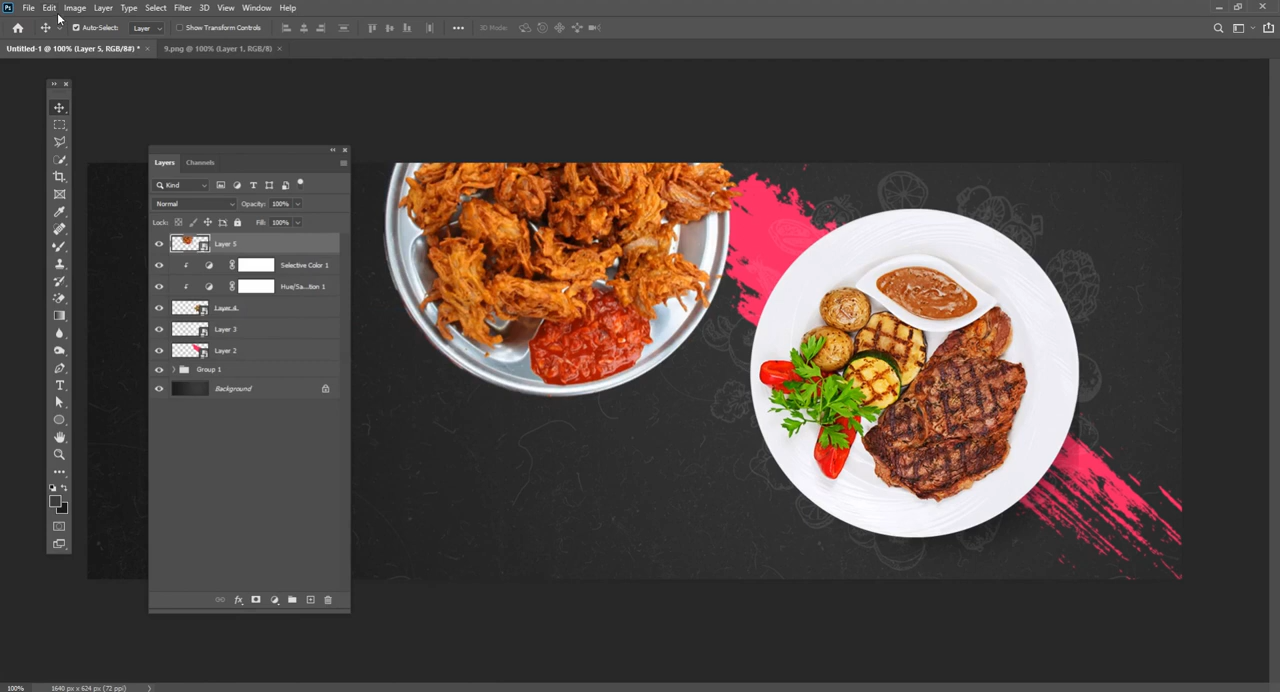 Ps File Edit Image Layer Type Select Filter 3D View Window Help
Auto-Select: Layer Show Transform Controls 3D Mode:
Untitled-1 @ 100% (Layer 5, RGB/8#) * × 9.png @ 100% (Layer 1, RGB/8) ×
Layers Channels
Kind
Normal Opacity: 100%
Lock: Fill: 100%
Layer 5
Selective Color 1
Hue/Sa...tion 1
Layer 4
Layer 3
Layer 2
Group 1
Background
100% 1640 px x 624 px (72 ppi)